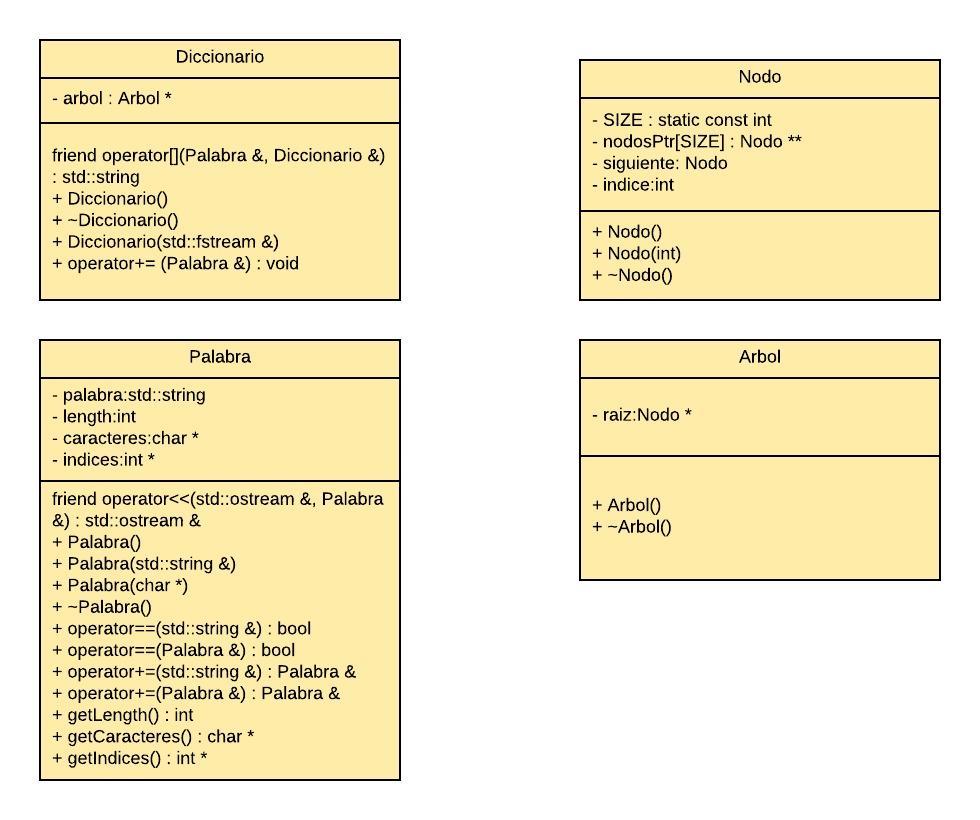 Diccionario
- arbol : Arbol *
friend operator[](Palabra &, Diccionario &)
: std::string
+ Diccionario()
+ ~Diccionario()
+ Diccionario(std::fstream &)
+ operator+= (Palabra &) : void
Nodo
- SIZE : static const int
- nodosPtr[SIZE] : Nodo **
- siguiente: Nodo
- indice:int
+ Nodo()
+ Nodo(int)
+ ~Nodo()
Palabra
- palabra:std::string
- length:int
- caracteres:char *
- indices:int *
friend operator<<(std::ostream &, Palabra
&) : std::ostream &
+ Palabra()
+ Palabra(std::string &)
+ Palabra(char *)
+ ~Palabra()
+ operator==(std::string &) : bool
+ operator==(Palabra &) : bool
+ operator+=(std::string &) : Palabra &
+ operator+=(Palabra &) : Palabra &
+ getLength() : int
+ getCaracteres() : char *
+ getIndices() : int *
Arbol
- raiz:Nodo *
+ Arbol()
+ ~Arbol()